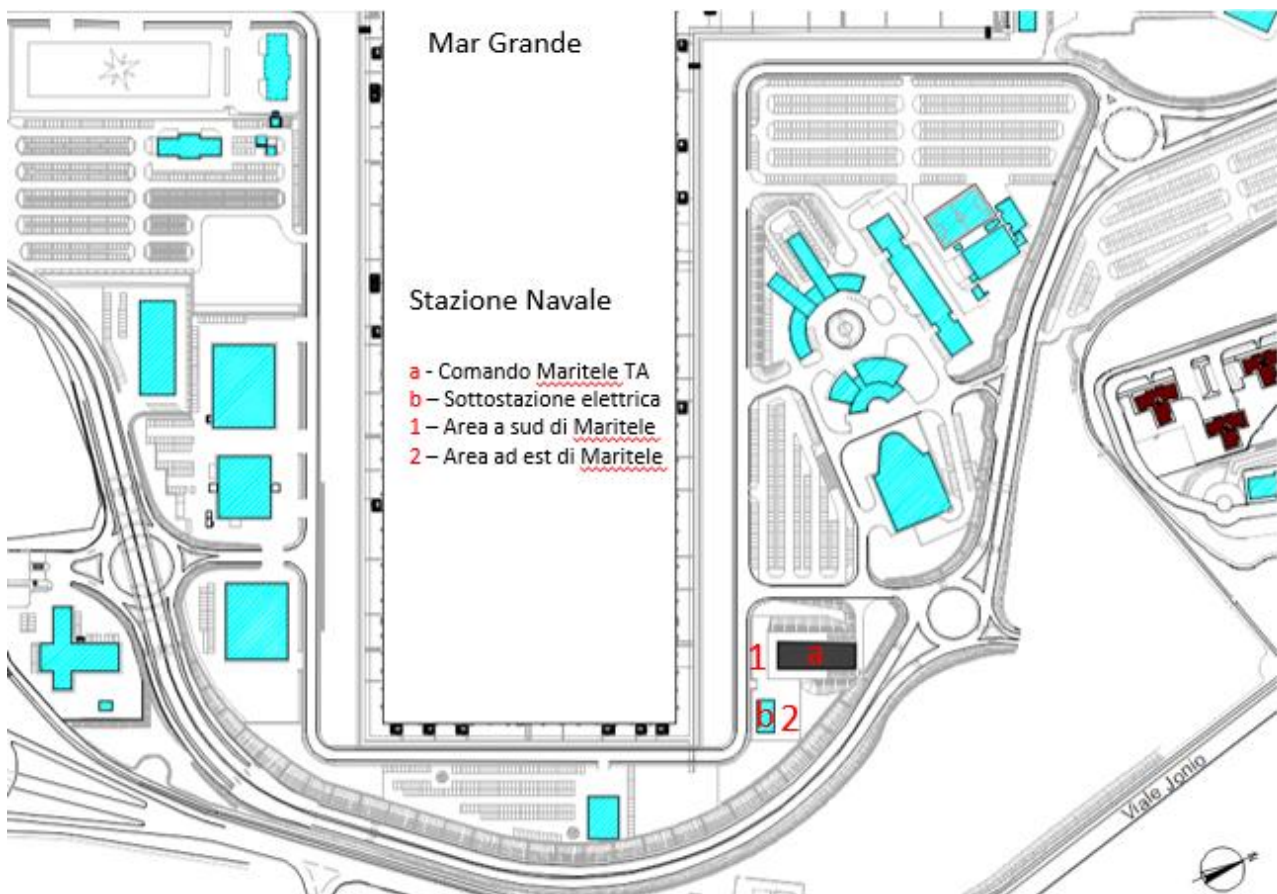 Mar Grande
Stazione Navale
a - Comando Maritele TA
b – Sottostazione elettrica
1 – Area a sud di Maritele
2 – Area ad est di Maritele
1 a
b 2
Viale Jonio
N